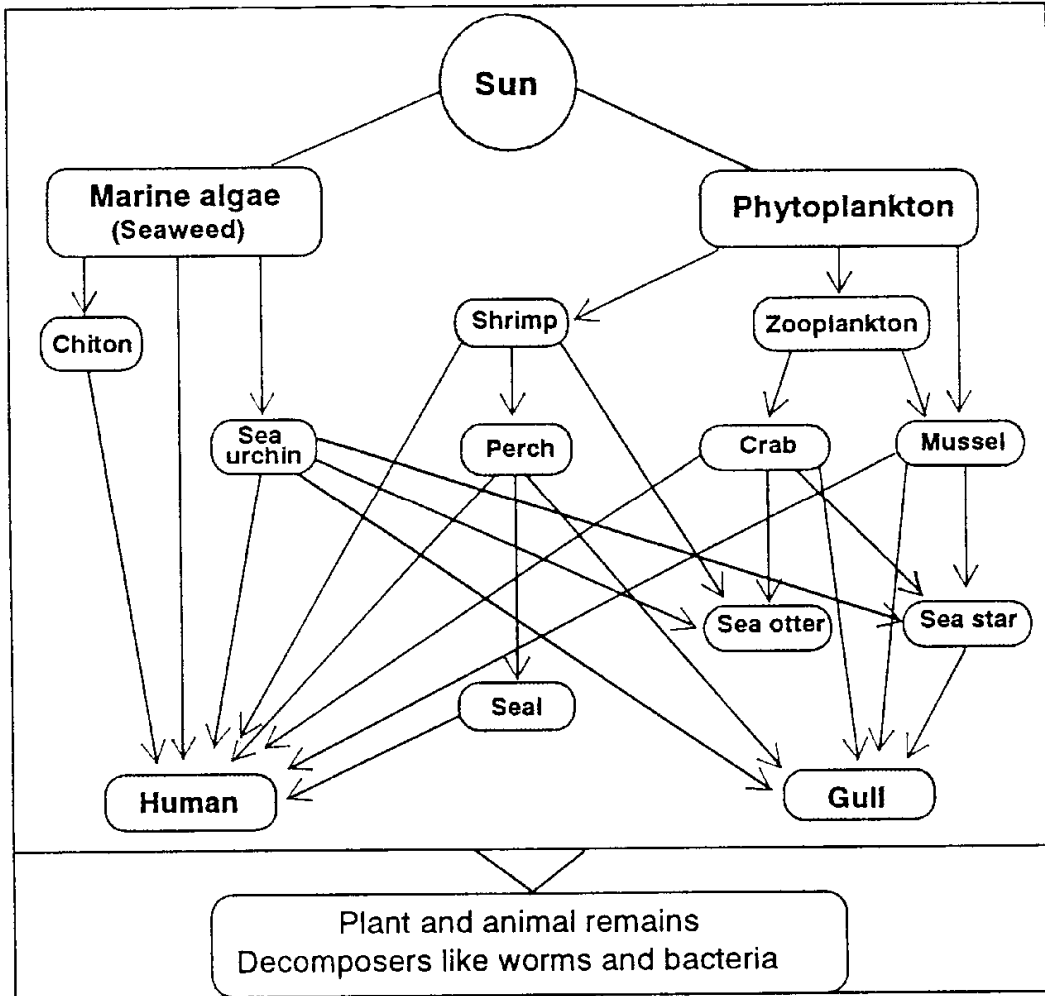 Sun
Marine algae
(Seaweed)
Phytoplankton
Shrimp
Zooplankton
Chiton
Sea
urchin
Perch
Crab
Mussel
Sea otter
Sea star
Seal
Human
Gull
Plant and animal remains
Decomposers like worms and bacteria